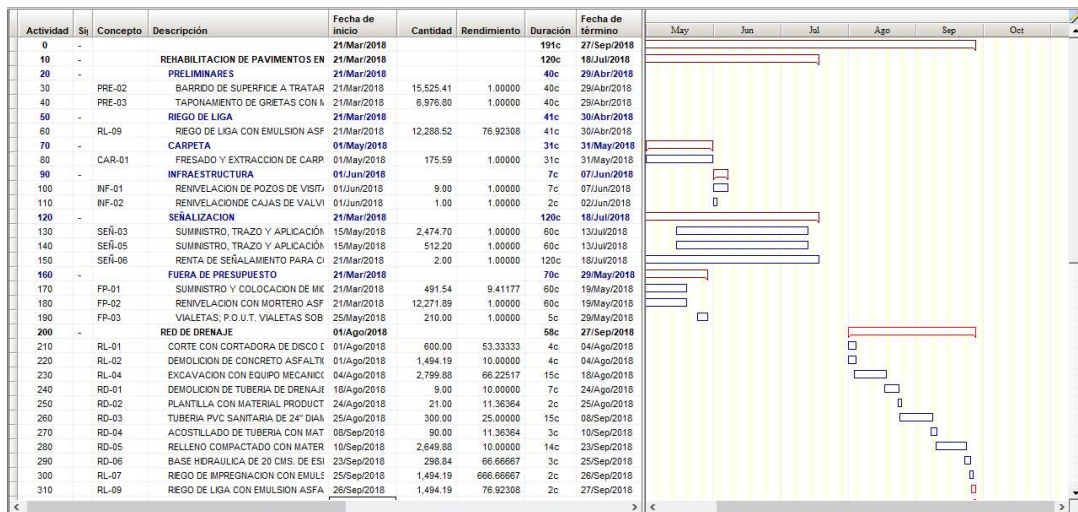 Actividad Si Concepto Descripción Fecha de inicio Cantidad Rendimiento Duración Fecha de término May Jun Jul Ago Sep Oct
0 - 21/Mar/2018 191c 27/Sep/2018
10 - REHABILITACION DE PAVIMENTOS EN 21/Mar/2018 120c 18/Jul/2018
20 - PRELIMINARES 21/Mar/2018 40c 29/Abr/2018
30 PRE-02 BARRIDO DE SUPERFICIE A TRATAR 21/Mar/2018 15,525.41 1.00000 40c 29/Abr/2018
40 PRE-03 TAPONAMIENTO DE GRIETAS CON 21/Mar/2018 6,976.80 1.00000 40c 29/Abr/2018
50 - RIEGO DE LIGA 21/Mar/2018 41c 30/Abr/2018
60 RL-09 RIEGO DE LIGA CON EMULSION ASF 21/Mar/2018 12,288.52 76.92308 41c 30/Abr/2018
70 - CARPETA 01/May/2018 31c 31/May/2018
80 CAR-01 FRESADO Y EXTRACCION DE CARP 01/May/2018 175.59 1.00000 31c 31/May/2018
90 - INFRAESTRUCTURA 01/Jun/2018 7c 07/Jun/2018
100 INF-01 RENIVELACION DE POZOS DE VISIT 01/Jun/2018 9.00 1.00000 7c 07/Jun/2018
110 INF-02 RENIVELACIONDE CAJAS DE VALV 01/Jun/2018 1.00 1.00000 2c 02/Jun/2018
120 - SEÑALIZACION 21/Mar/2018 120c 18/Jul/2018
130 SEÑ-03 SUMINISTRO, TRAZO Y APLICACIÓN 15/May/2018 2,474.70 1.00000 60c 13/Jul/2018
140 SEÑ-05 SUMINISTRO, TRAZO Y APLICACIÓN 15/May/2018 512.20 1.00000 60c 13/Jul/2018
150 SEÑ-06 RENTA DE SEÑALAMIENTO PARA C 21/Mar/2018 2.00 1.00000 120c 18/Jul/2018
160 - FUERA DE PRESUPUESTO 21/Mar/2018 70c 29/May/2018
170 FP-01 SUMINISTRO Y COLOCACION DE MI 21/Mar/2018 491.54 9.41177 60c 19/May/2018
180 FP-02 RENIVELACION CON MORTERO ASF 21/Mar/2018 12,271.89 1.00000 60c 19/May/2018
190 FP-03 VIALETAS; P.O.U.T. VIALETAS SOB 25/May/2018 210.00 1.00000 5c 29/May/2018
200 - RED DE DRENAJE 01/Ago/2018 58c 27/Sep/2018
210 RL-01 CORTE CON CORTADORA DE DISCO 01/Ago/2018 600.00 53.33333 4c 04/Ago/2018
220 RL-02 DEMOLICION DE CONCRETO ASFALTI 01/Ago/2018 1,494.19 10.00000 4c 04/Ago/2018
230 RL-04 EXCAVACION CON EQUIPO MECANIC 04/Ago/2018 2,799.88 66.22517 15c 18/Ago/2018
240 RD-01 DEMOLICION DE TUBERIA DE DRENAJE 18/Ago/2018 9.00 10.00000 7c 24/Ago/2018
250 RD-02 PLANTILLA CON MATERIAL PRODUCT 24/Ago/2018 21.00 11.36364 2c 25/Ago/2018
260 RD-03 TUBERIA PVC SANITARIA DE 24" DIA 25/Ago/2018 300.00 25.00000 15c 08/Sep/2018
270 RD-04 ACOSTILLADO DE TUBERIA CON MAT 08/Sep/2018 90.00 11.36364 3c 10/Sep/2018
280 RD-05 RELLENO COMPACTADO CON MATER 10/Sep/2018 2,649.88 10.00000 14c 23/Sep/2018
290 RD-06 BASE HIDRAULICA DE 20 CMS. DE ES 23/Sep/2018 298.84 66.66667 3c 25/Sep/2018
300 RL-07 RIEGO DE IMPREGNACION CON EMULS 25/Sep/2018 1,494.19 666.66667 2c 26/Sep/2018
310 RL-09 RIEGO DE LIGA CON EMULSION ASFA 26/Sep/2018 1,494.19 76.92308 2c 27/Sep/2018